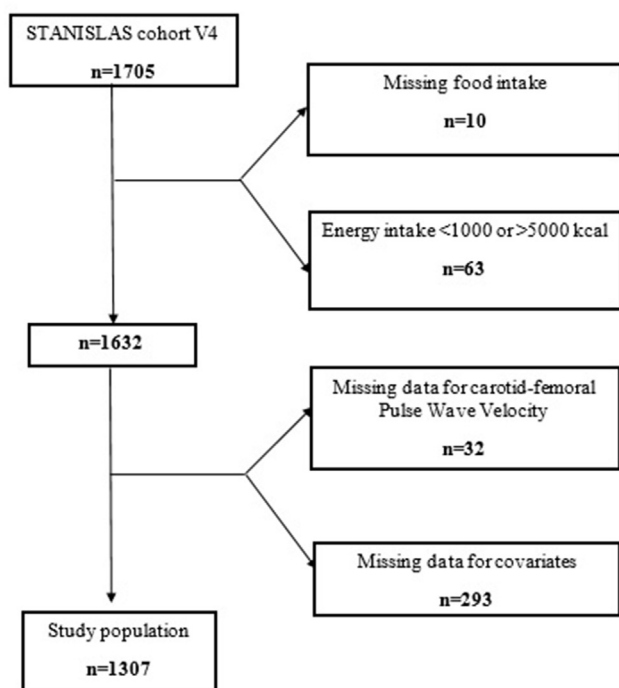 STANISLAS cohort V4
n=1705
Missing food intake
n=10
Energy intake <1000 or>5000 kcal
n=63
n=1632
Missing data for carotid-femoral
Pulse Wave Velocity
n=32
Missing data for covariates
n=293
Study population
n=1307